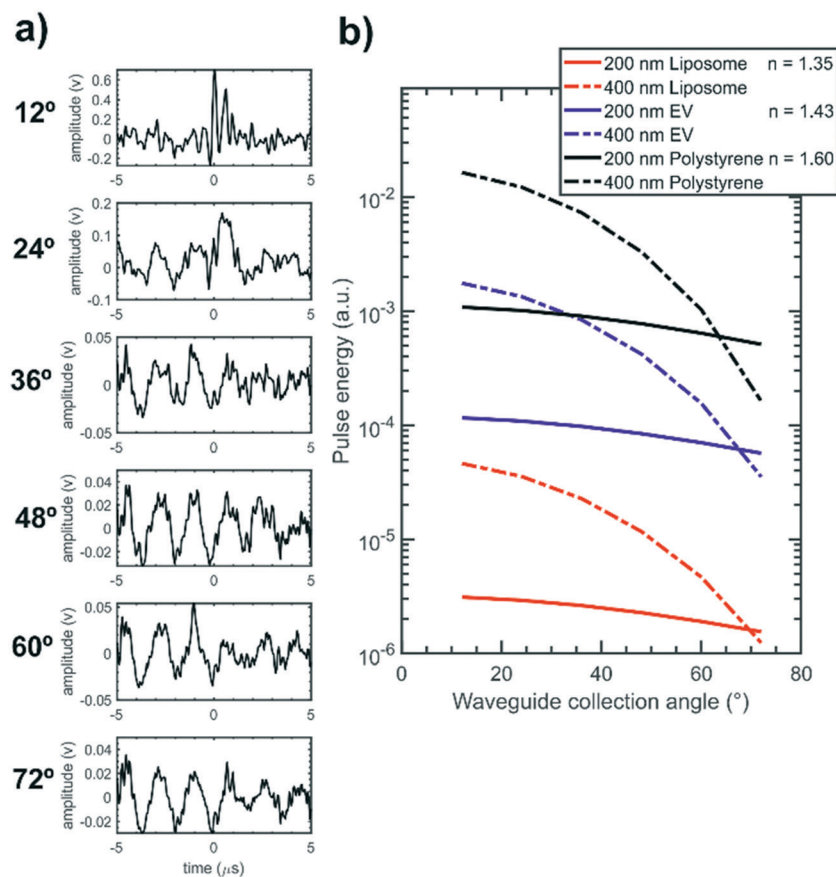 a)
12º
amplitude (v)
0.6
0.4
0.2
0
-0.2
-5
0
5
24º
amplitude (v)
0.2
0.1
0
-0.1
-5
0
5
36º
amplitude (v)
0.05
0
-0.05
-5
0
5
48º
amplitude (v)
0.04
0.02
0
-0.02
-5
0
5
60º
amplitude (v)
0.05
0
-0.05
-5
0
5
72º
amplitude (v)
0.04
0.02
0
-0.02
-5
0
5
time (μs)
b)
200 nm Liposome n = 1.35
400 nm Liposome
200 nm EV n = 1.43
400 nm EV
200 nm Polystyrene n = 1.60
400 nm Polystyrene
Pulse energy (a.u.)
10⁻²
10⁻³
10⁻⁴
10⁻⁵
10⁻⁶
0
20
40
60
80
Waveguide collection angle (°)